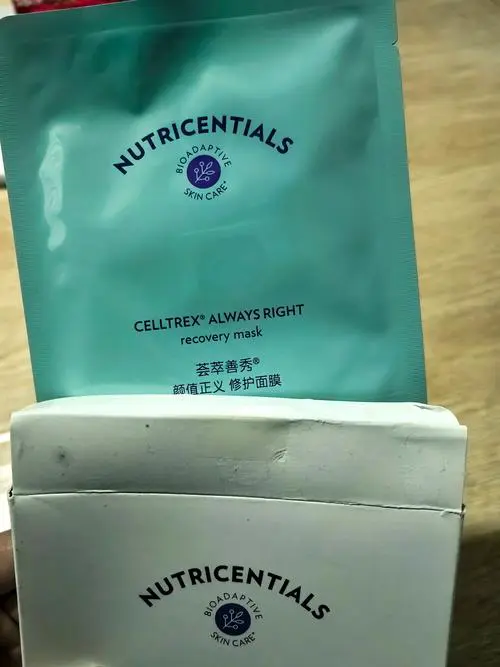 NUTRICENTIALS
BIOADAPTIVE
SKIN CARE*
CELLTREX® ALWAYS RIGHT
recovery mask
荟萃善秀®
颜值正义 修护面膜
NUTRICENTIALS
BIOADAPTIVE
SKIN CARE*